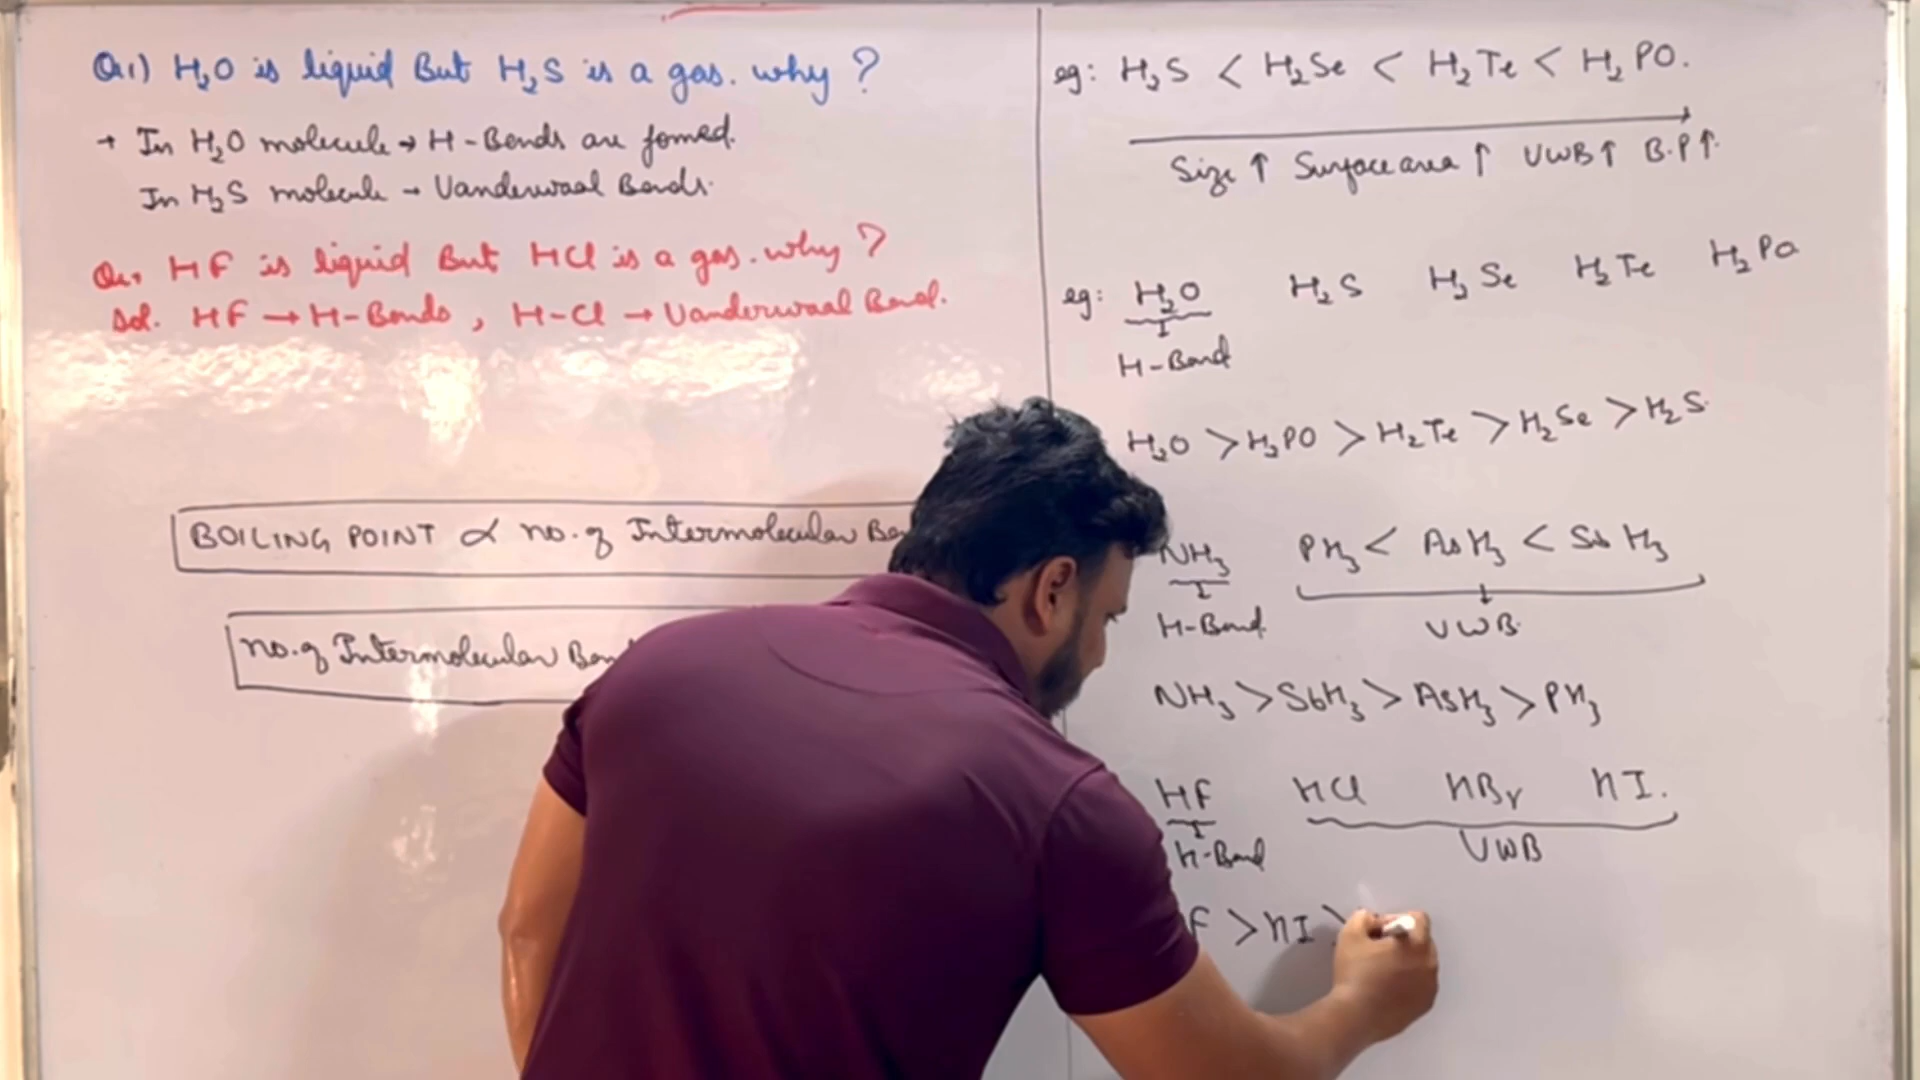 Q1) H₂O is liquid But H₂S is a gas. why ?
→ In H₂O molecule → H-Bonds are fomed.
In H₂S molecule → Vanderwaal Bonds.
HF is liquid But HCl is a gas. why ?
Sol. HF → H-Bonds , H-Cl → Vanderwaal Bond.
BOILING POINT ∝ no. of Intermolecular
no. of Intermolecular
eg: H₂S < H₂Se < H₂Te < H₂PO.
Size ↑ Surface area ↑ VWB ↑ B.P ↑.
eg: H₂O H₂S H₂Se H₂Te H₂Po
H-Bond
H₂O > H₂PO > H₂Te > H₂Se > H₂S.
NH₃ PH₃ < AsH₃ < SbH₃
H-Bond VWB.
NH₃ > SbH₃ > AsH₃ > PH₃
HF HCl HBr HI.
H-Bond VWB
F > HI >